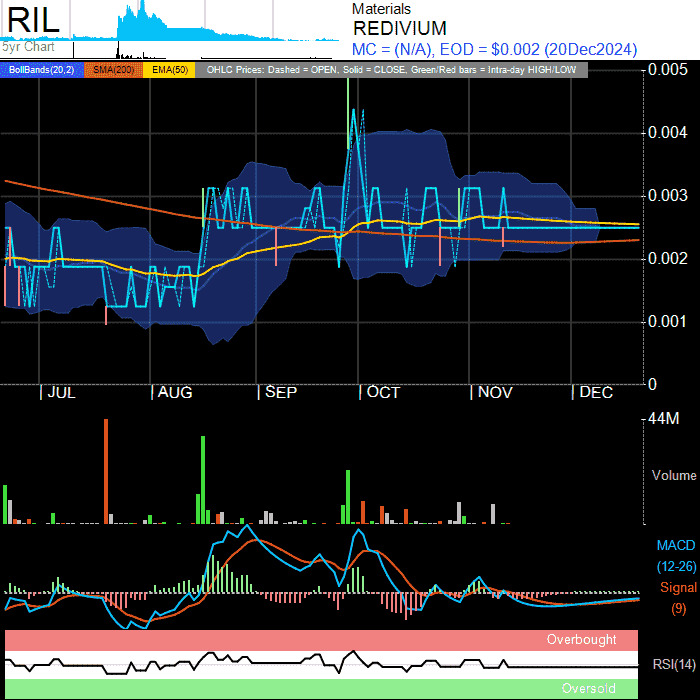 RIL
5yr Chart
Materials
REDIVIUM
MC = (N/A), EOD = $0.002 (20Dec2024)
BollBands(20,2) SMA(200) EMA(50) OHLC Prices: Dashed = OPEN, Solid = CLOSE, Green/Red bars = Intra-day HIGH/LOW
0.005
0.004
0.003
0.002
0.001
0
| JUL | AUG | SEP | OCT | NOV | DEC
44M
Volume
MACD
(12-26)
Signal
(9)
Overbought
RSI(14)
Oversold